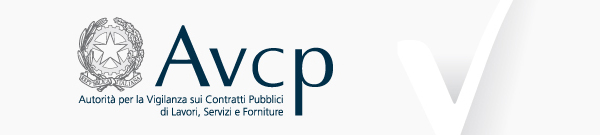 Avcp
Autorità per la Vigilanza sui Contratti Pubblici
di Lavori, Servizi e Forniture